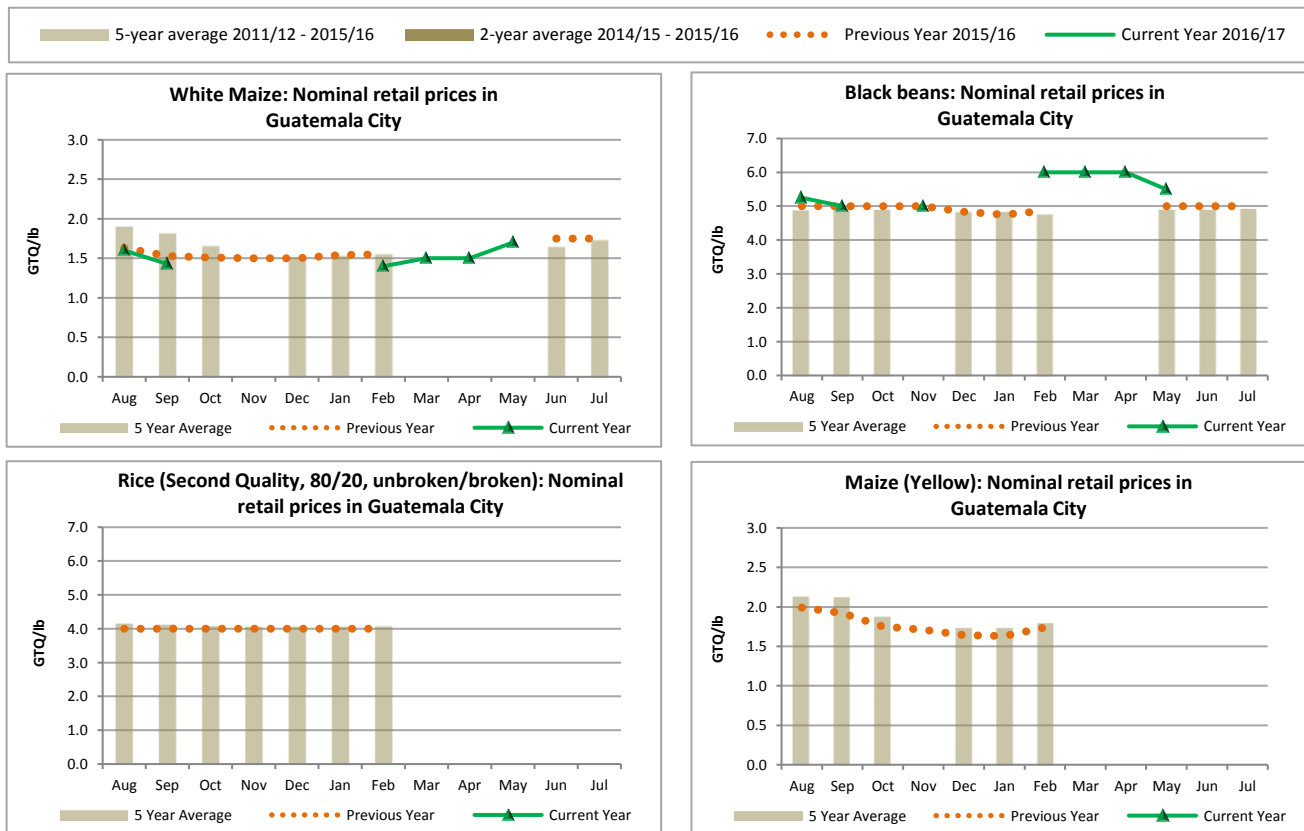 5-year average 2011/12 - 2015/16 2-year average 2014/15 - 2015/16 Previous Year 2015/16 Current Year 2016/17
White Maize: Nominal retail prices in
Guatemala City
GTQ/lb
3.0
2.5
2.0
1.5
1.0
0.5
0.0
Aug Sep Oct Nov Dec Jan Feb Mar Apr May Jun Jul
5 Year Average Previous Year Current Year
Black beans: Nominal retail prices in
Guatemala City
GTQ/lb
7.0
6.0
5.0
4.0
3.0
2.0
1.0
0.0
Aug Sep Oct Nov Dec Jan Feb Mar Apr May Jun Jul
5 Year Average Previous Year Current Year
Rice (Second Quality, 80/20, unbroken/broken): Nominal
retail prices in Guatemala City
GTQ/lb
7.0
6.0
5.0
4.0
3.0
2.0
1.0
0.0
Aug Sep Oct Nov Dec Jan Feb Mar Apr May Jun Jul
5 Year Average Previous Year Current Year
Maize (Yellow): Nominal retail prices in
Guatemala City
GTQ/lb
3.0
2.5
2.0
1.5
1.0
0.5
0.0
Aug Sep Oct Nov Dec Jan Feb Mar Apr May Jun Jul
5 Year Average Previous Year Current Year